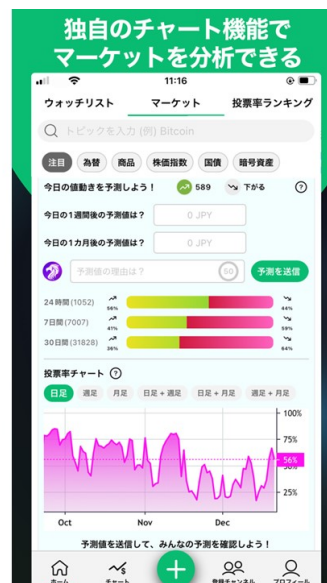 独自のチャート機能で
マーケットを分析できる
11:16
ウォッチリスト マーケット 投票率ランキング
トピックを入力 (例) Bitcoin
注目 為替 商品 株価指数 国債 暗号資産
今日の値動きを予測しよう！ 589 下がる ?
今日の1週間後の予測値は？ 0 JPY
今日の1カ月後の予測値は？ 0 JPY
予測値の理由は？ 50 予測を送信
24時間(1052) 56% 44%
7日間(7007) 41% 59%
30日間(31828) 36% 64%
投票率チャート ?
日足 週足 月足 日足＋週足 日足＋月足 週足＋月足
100%
75%
56%
50%
25%
Oct Nov Dec
予測値を送信して、みんなの予測を確認しよう！
ホーム チャート 登録チャンネル プロフィール